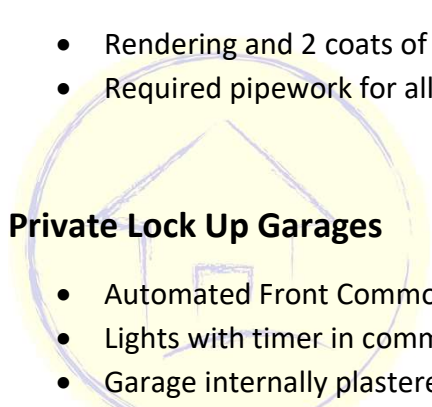 • Rendering and 2 coats of
• Required pipework for all
Private Lock Up Garages
• Automated Front Commo
• Lights with timer in comm
• Garage internally plastere